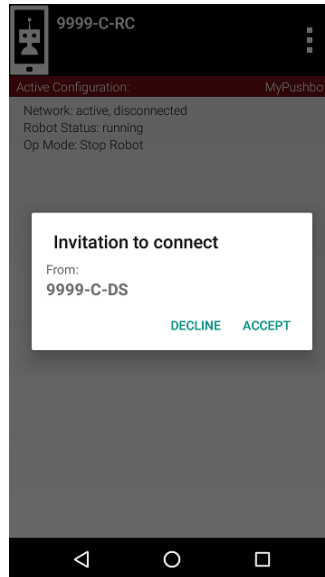 9999-C-RC
Active Configuration: MyPushbo
Network: active, disconnected
Robot Status: running
Op Mode: Stop Robot
Invitation to connect
From:
9999-C-DS
DECLINE ACCEPT